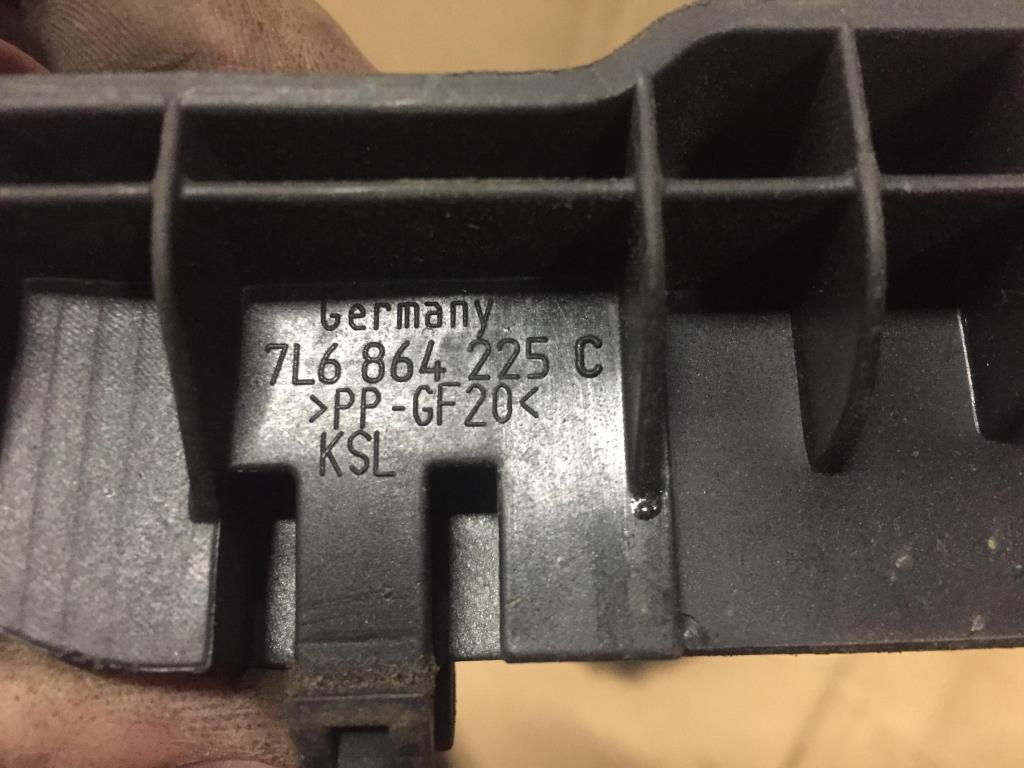 Germany
7L6 864 225 C
>PP-GF20<
KSL